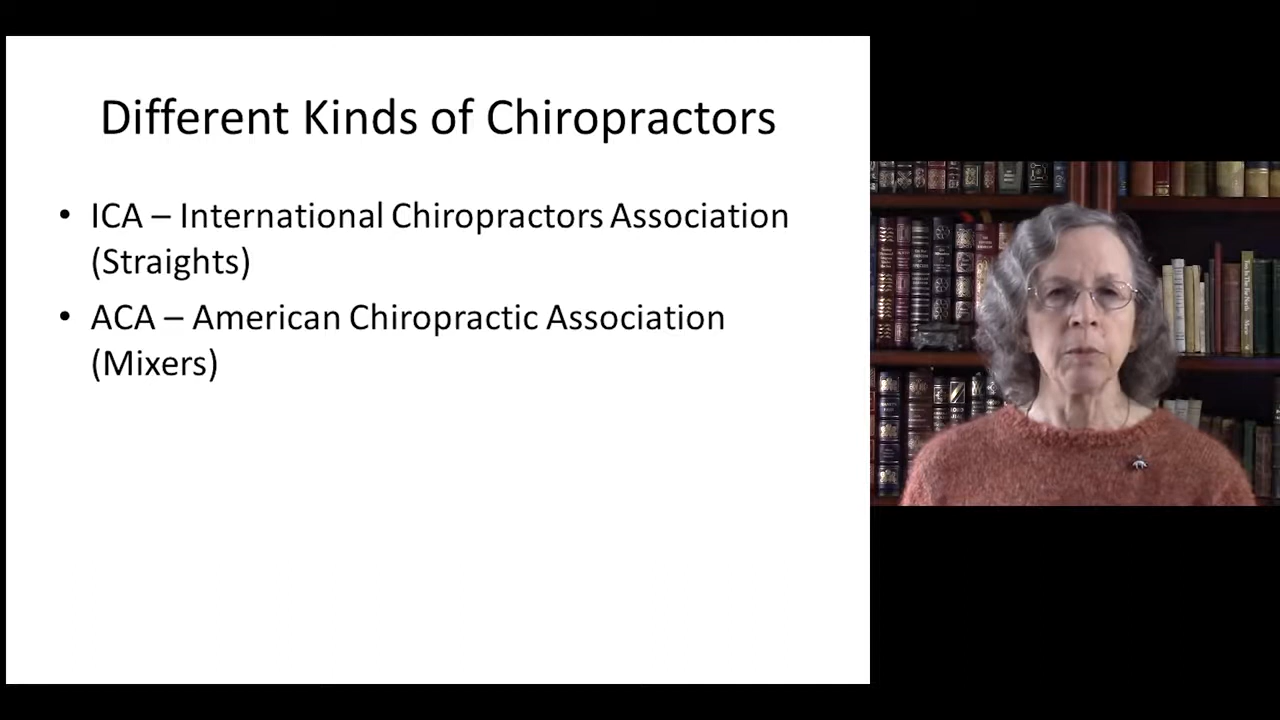 Different Kinds of Chiropractors
• ICA – International Chiropractors Association
(Straights)
• ACA – American Chiropractic Association
(Mixers)